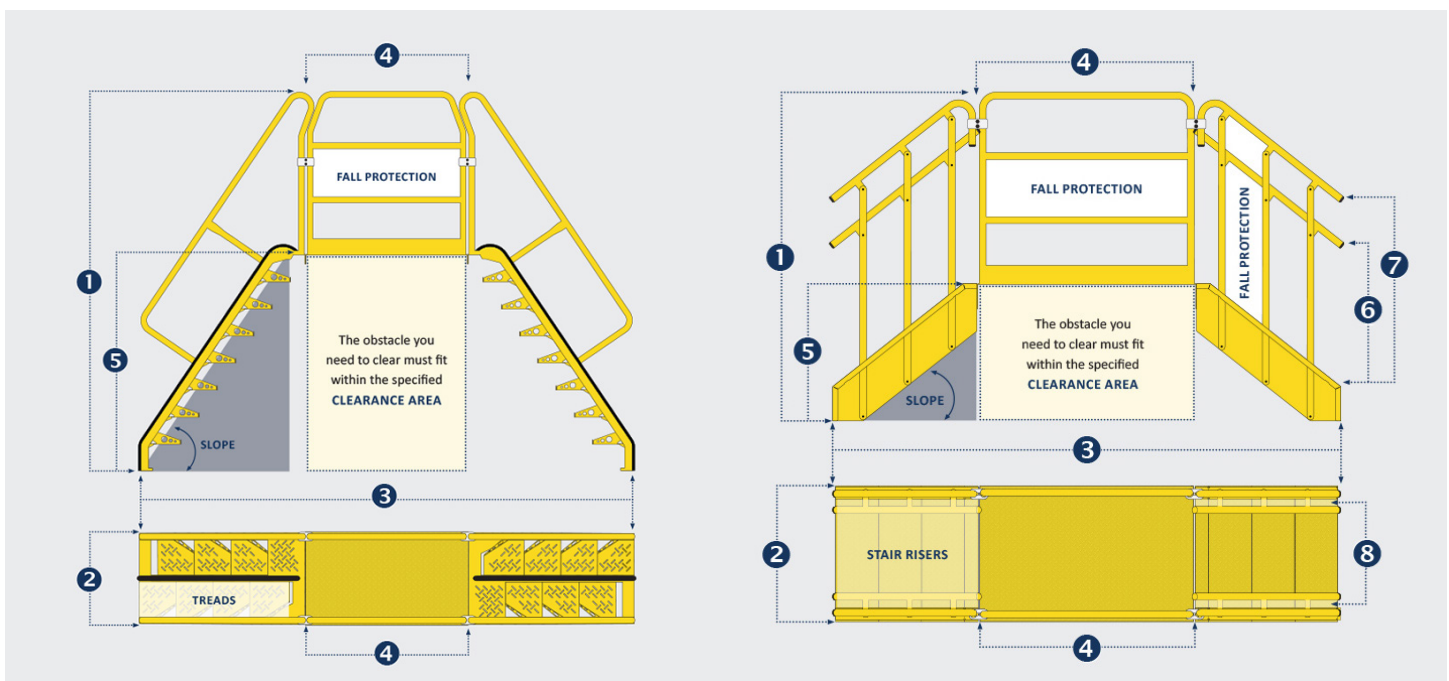 4
1
FALL PROTECTION
5
The obstacle you
need to clear must fit
within the specified
CLEARANCE AREA
SLOPE
3
2
TREADS
4
4
1
FALL PROTECTION
FALL PROTECTION
7
6
5
The obstacle you
need to clear must fit
within the specified
CLEARANCE AREA
SLOPE
3
2
STAIR RISERS
8
4